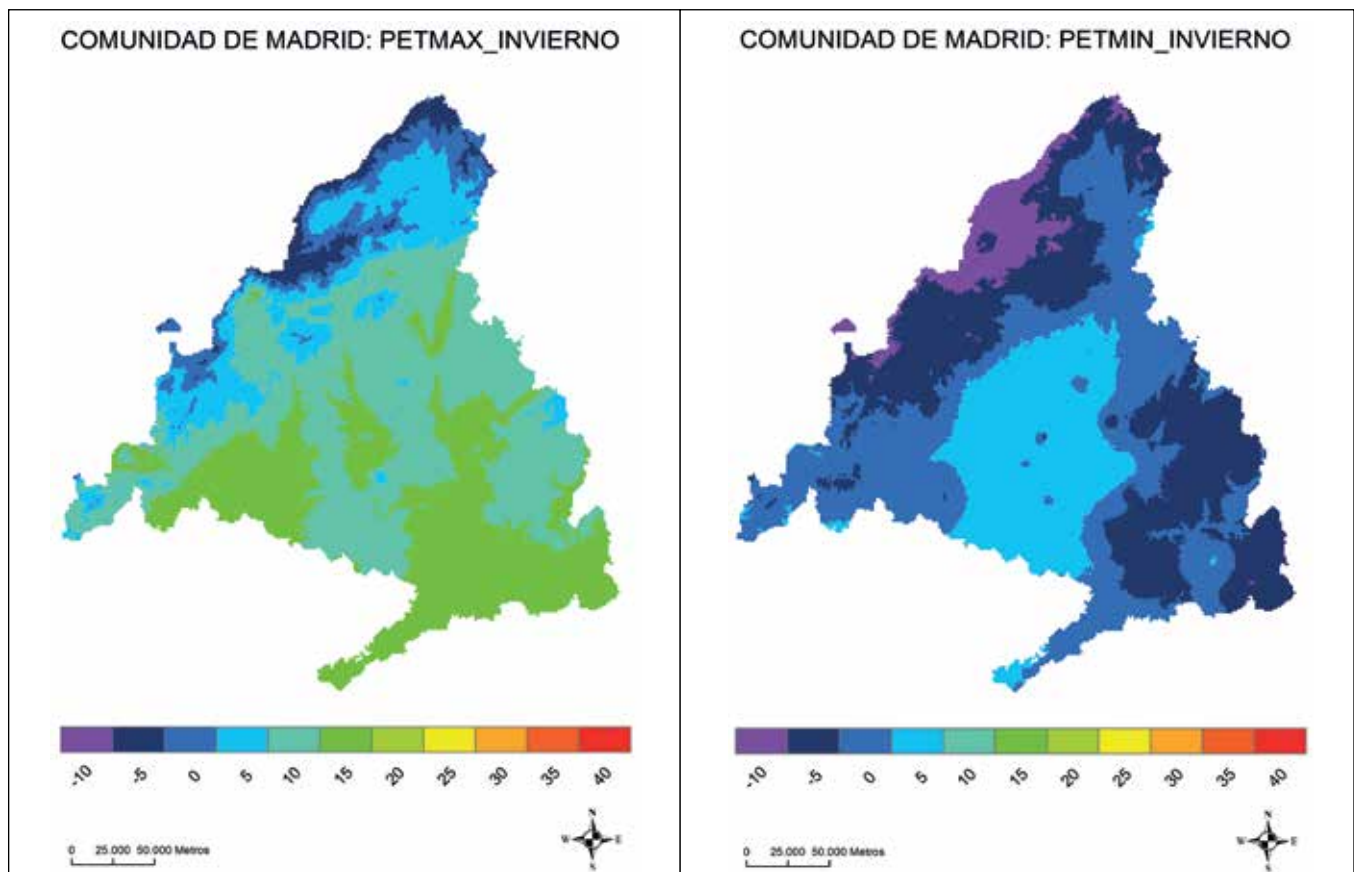 COMUNIDAD DE MADRID: PETMAX_INVIERNO
-10 -5 0 5 10 15 20 25 30 35 40
0 25.000 50.000 Metros
N
W E
S
COMUNIDAD DE MADRID: PETMIN_INVIERNO
-10 -5 0 5 10 15 20 25 30 35 40
0 25.000 50.000 Metros
N
W E
S